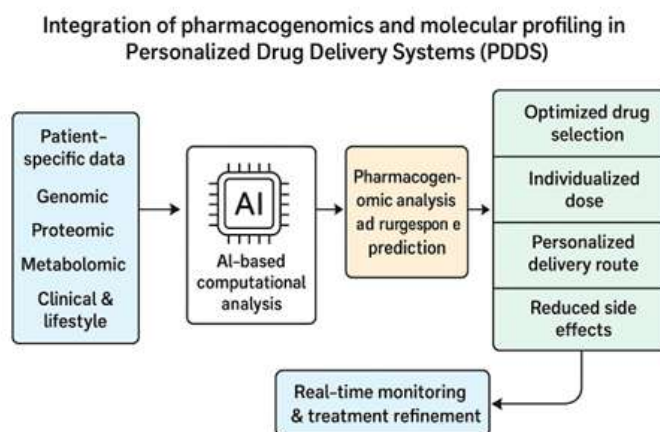 Integration of pharmacogenomics and molecular profiling in
Personalized Drug Delivery Systems (PDDS)
Patient-
specific data
Genomic
Proteomic
Metabolomic
Clinical &
lifestyle
AI
AI-based
computational
analysis
Pharmacogen-
omic analysis
ad rurgespon e
prediction
Optimized drug
selection
Individualized
dose
Personalized
delivery route
Reduced side
effects
Real-time monitoring
& treatment refinement